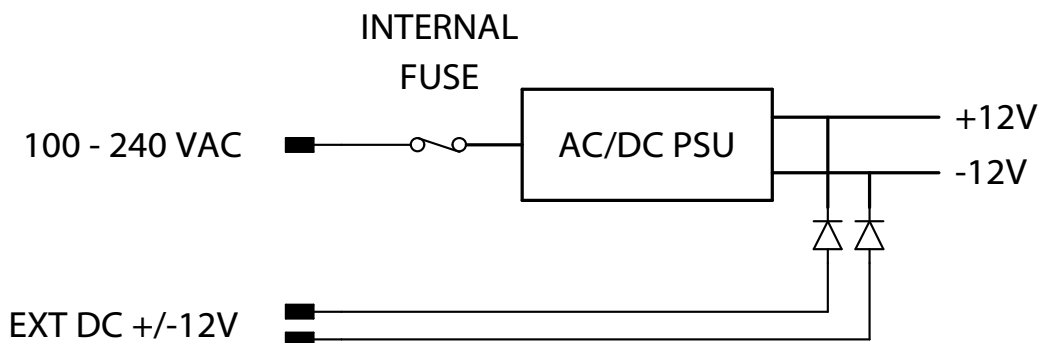 INTERNAL
FUSE
100 - 240 VAC
AC/DC PSU
+12V
-12V
EXT DC +/-12V